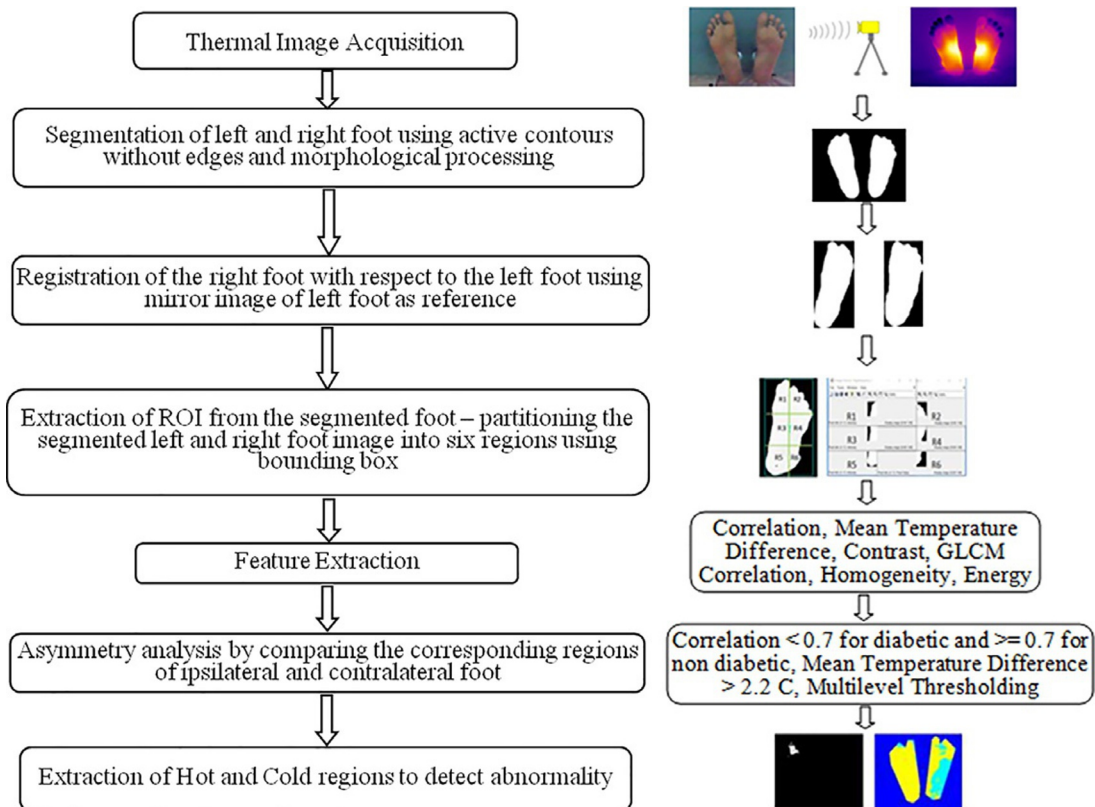 Thermal Image Acquisition
Segmentation of left and right foot using active contours
without edges and morphological processing
Registration of the right foot with respect to the left foot using
mirror image of left foot as reference
Extraction of ROI from the segmented foot – partitioning the
segmented left and right foot image into six regions using
bounding box
Feature Extraction
Asymmetry analysis by comparing the corresponding regions
of ipsilateral and contralateral foot
Extraction of Hot and Cold regions to detect abnormality
R1 R2
R3 R4
R5 R6
R1 R2
R3 R4
R5 R6
Correlation, Mean Temperature
Difference, Contrast, GLCM
Correlation, Homogeneity, Energy
Correlation < 0.7 for diabetic and >= 0.7 for
non diabetic, Mean Temperature Difference
> 2.2 C, Multilevel Thresholding